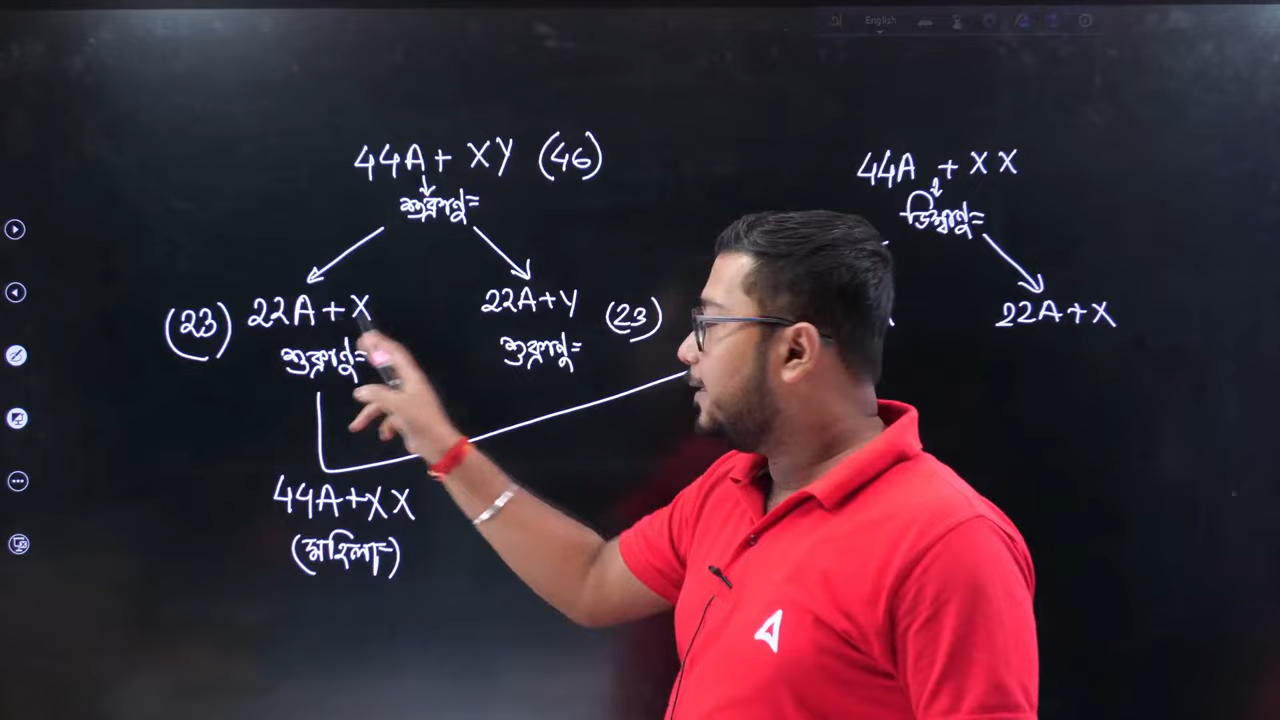 English
44A + XY (46)
শুক্রাণু
(23) 22A + X
শুক্রাণু
22A + Y (23)
শুক্রাণু
44A + XX
(মহিলা)
44A + XX
ডিম্বাণু
22A + X